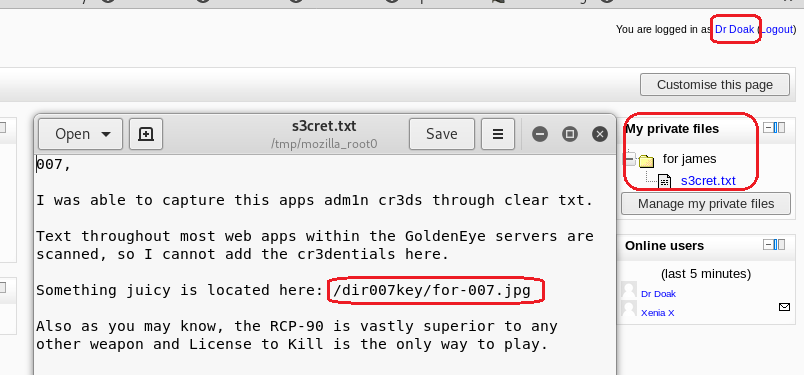 You are logged in as Dr Doak (Logout)
Customise this page
Open
s3cret.txt
/tmp/mozilla_root0
Save
007,
I was able to capture this apps adm1n cr3ds through clear txt.
Text throughout most web apps within the GoldenEye servers are
scanned, so I cannot add the cr3dentials here.
Something juicy is located here: /dir007key/for-007.jpg
Also as you may know, the RCP-90 is vastly superior to any
other weapon and License to Kill is the only way to play.
My private files
for james
s3cret.txt
Manage my private files
Online users
(last 5 minutes)
Dr Doak
Xenia X